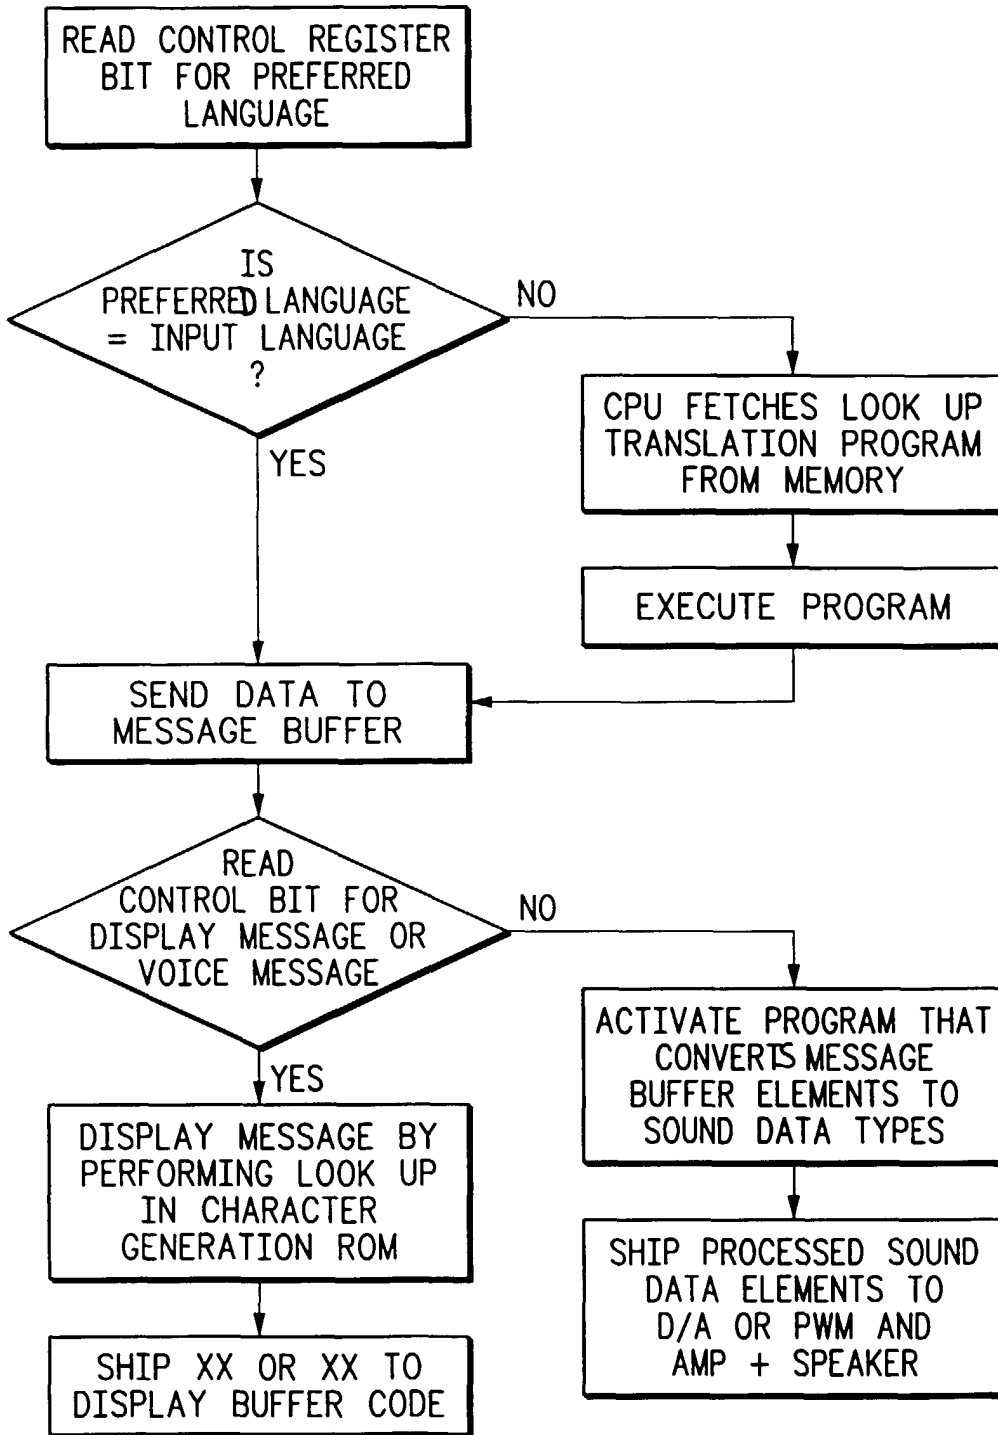 READ CONTROL REGISTER
BIT FOR PREFERRED
LANGUAGE
IS
PREFERRED LANGUAGE
= INPUT LANGUAGE
?
NO
YES
CPU FETCHES LOOK UP
TRANSLATION PROGRAM
FROM MEMORY
EXECUTE PROGRAM
SEND DATA TO
MESSAGE BUFFER
READ
CONTROL BIT FOR
DISPLAY MESSAGE OR
VOICE MESSAGE
NO
YES
ACTIVATE PROGRAM THAT
CONVERTS MESSAGE
BUFFER ELEMENTS TO
SOUND DATA TYPES
DISPLAY MESSAGE BY
PERFORMING LOOK UP
IN CHARACTER
GENERATION ROM
SHIP PROCESSED SOUND
DATA ELEMENTS TO
D/A OR PWM AND
AMP + SPEAKER
SHIP XX OR XX TO
DISPLAY BUFFER CODE